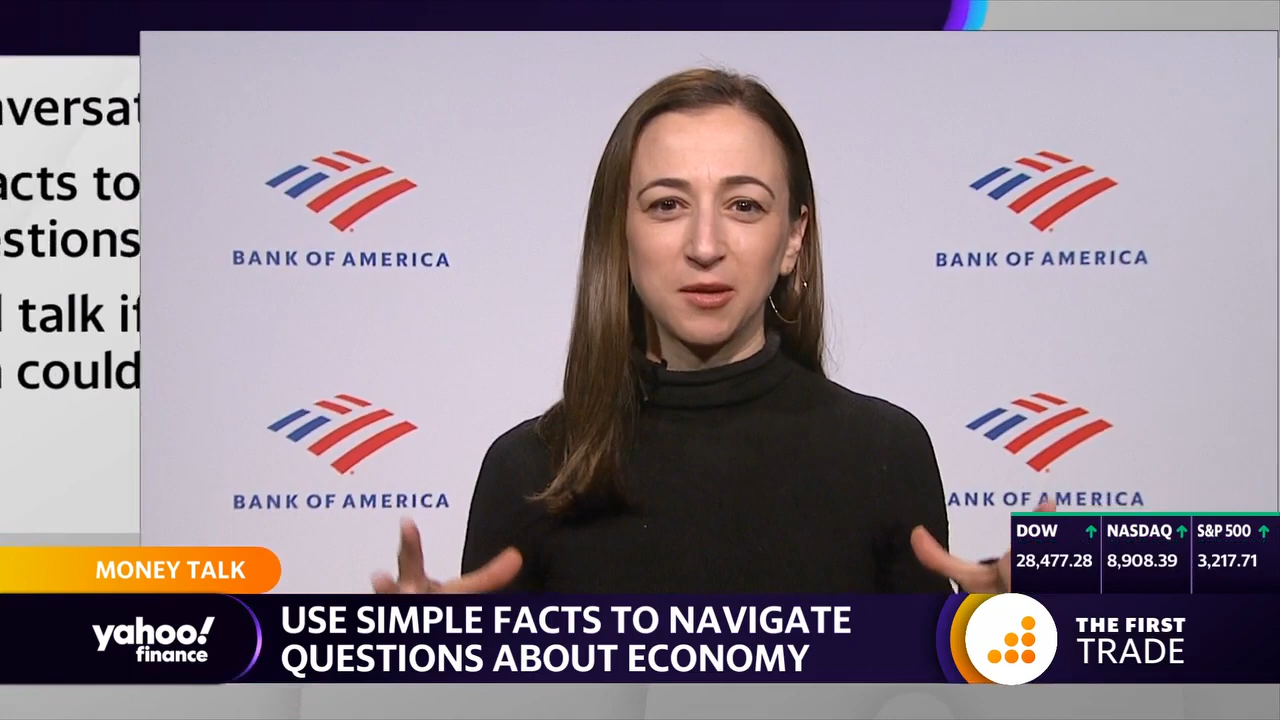 nversat
acts to
estions
l talk if
could
BANK OF AMERICA
BANK OF AMERICA
BANK OF AMERICA
ANK OF AMERICA
DOW
28,477.28
NASDAQ
8,908.39
S&P 500
3,217.71
MONEY TALK
yahoo!
finance
USE SIMPLE FACTS TO NAVIGATE
QUESTIONS ABOUT ECONOMY
THE FIRST
TRADE